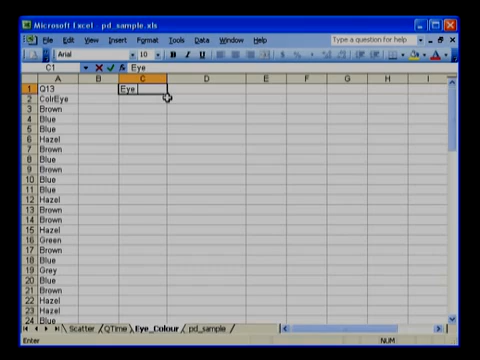 Microsoft Excel - pd_sample.xls
File Edit View Insert Format Tools Data Window Help Type a question for help
Arial 10 B I U
C1 Eye
A B C D E F G H I
1 Q13 Eye
2 ColrEye
3 Brown
4 Blue
5 Blue
6 Hazel
7 Brown
8 Blue
9 Brown
10 Blue
11 Blue
12 Hazel
13 Brown
14 Brown
15 Hazel
16 Green
17 Brown
18 Blue
19 Grey
20 Blue
21 Brown
22 Hazel
23 Hazel
24 Blue
Scatter QTime Eye_Colour pd_sample
Enter NUM